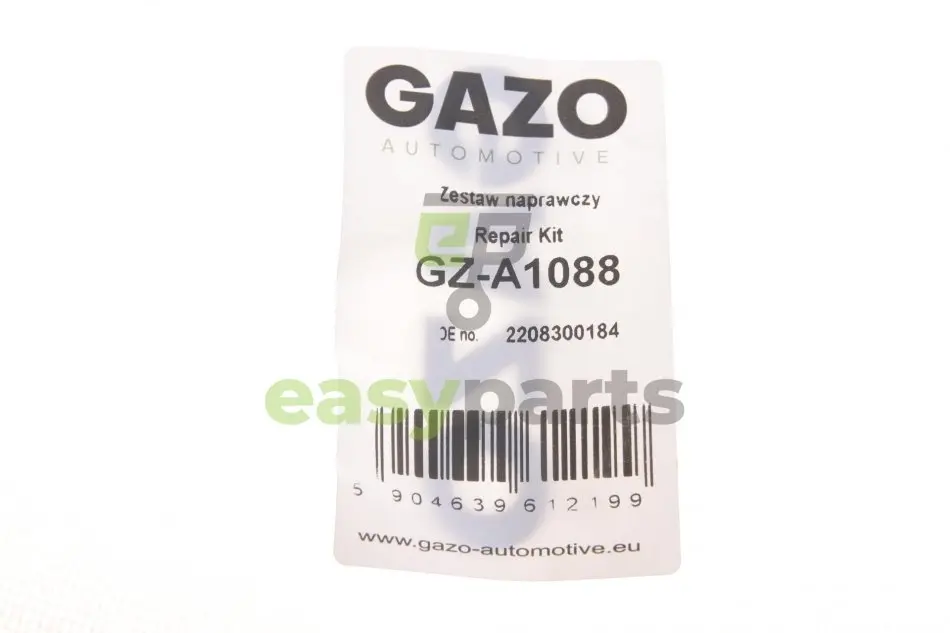 GAZO
AUTOMOTIVE
Zestaw naprawczy
Repair Kit
GZ-A1088
OE no. 2208300184
easyparts
5 904639 612199
www.gazo-automotive.eu